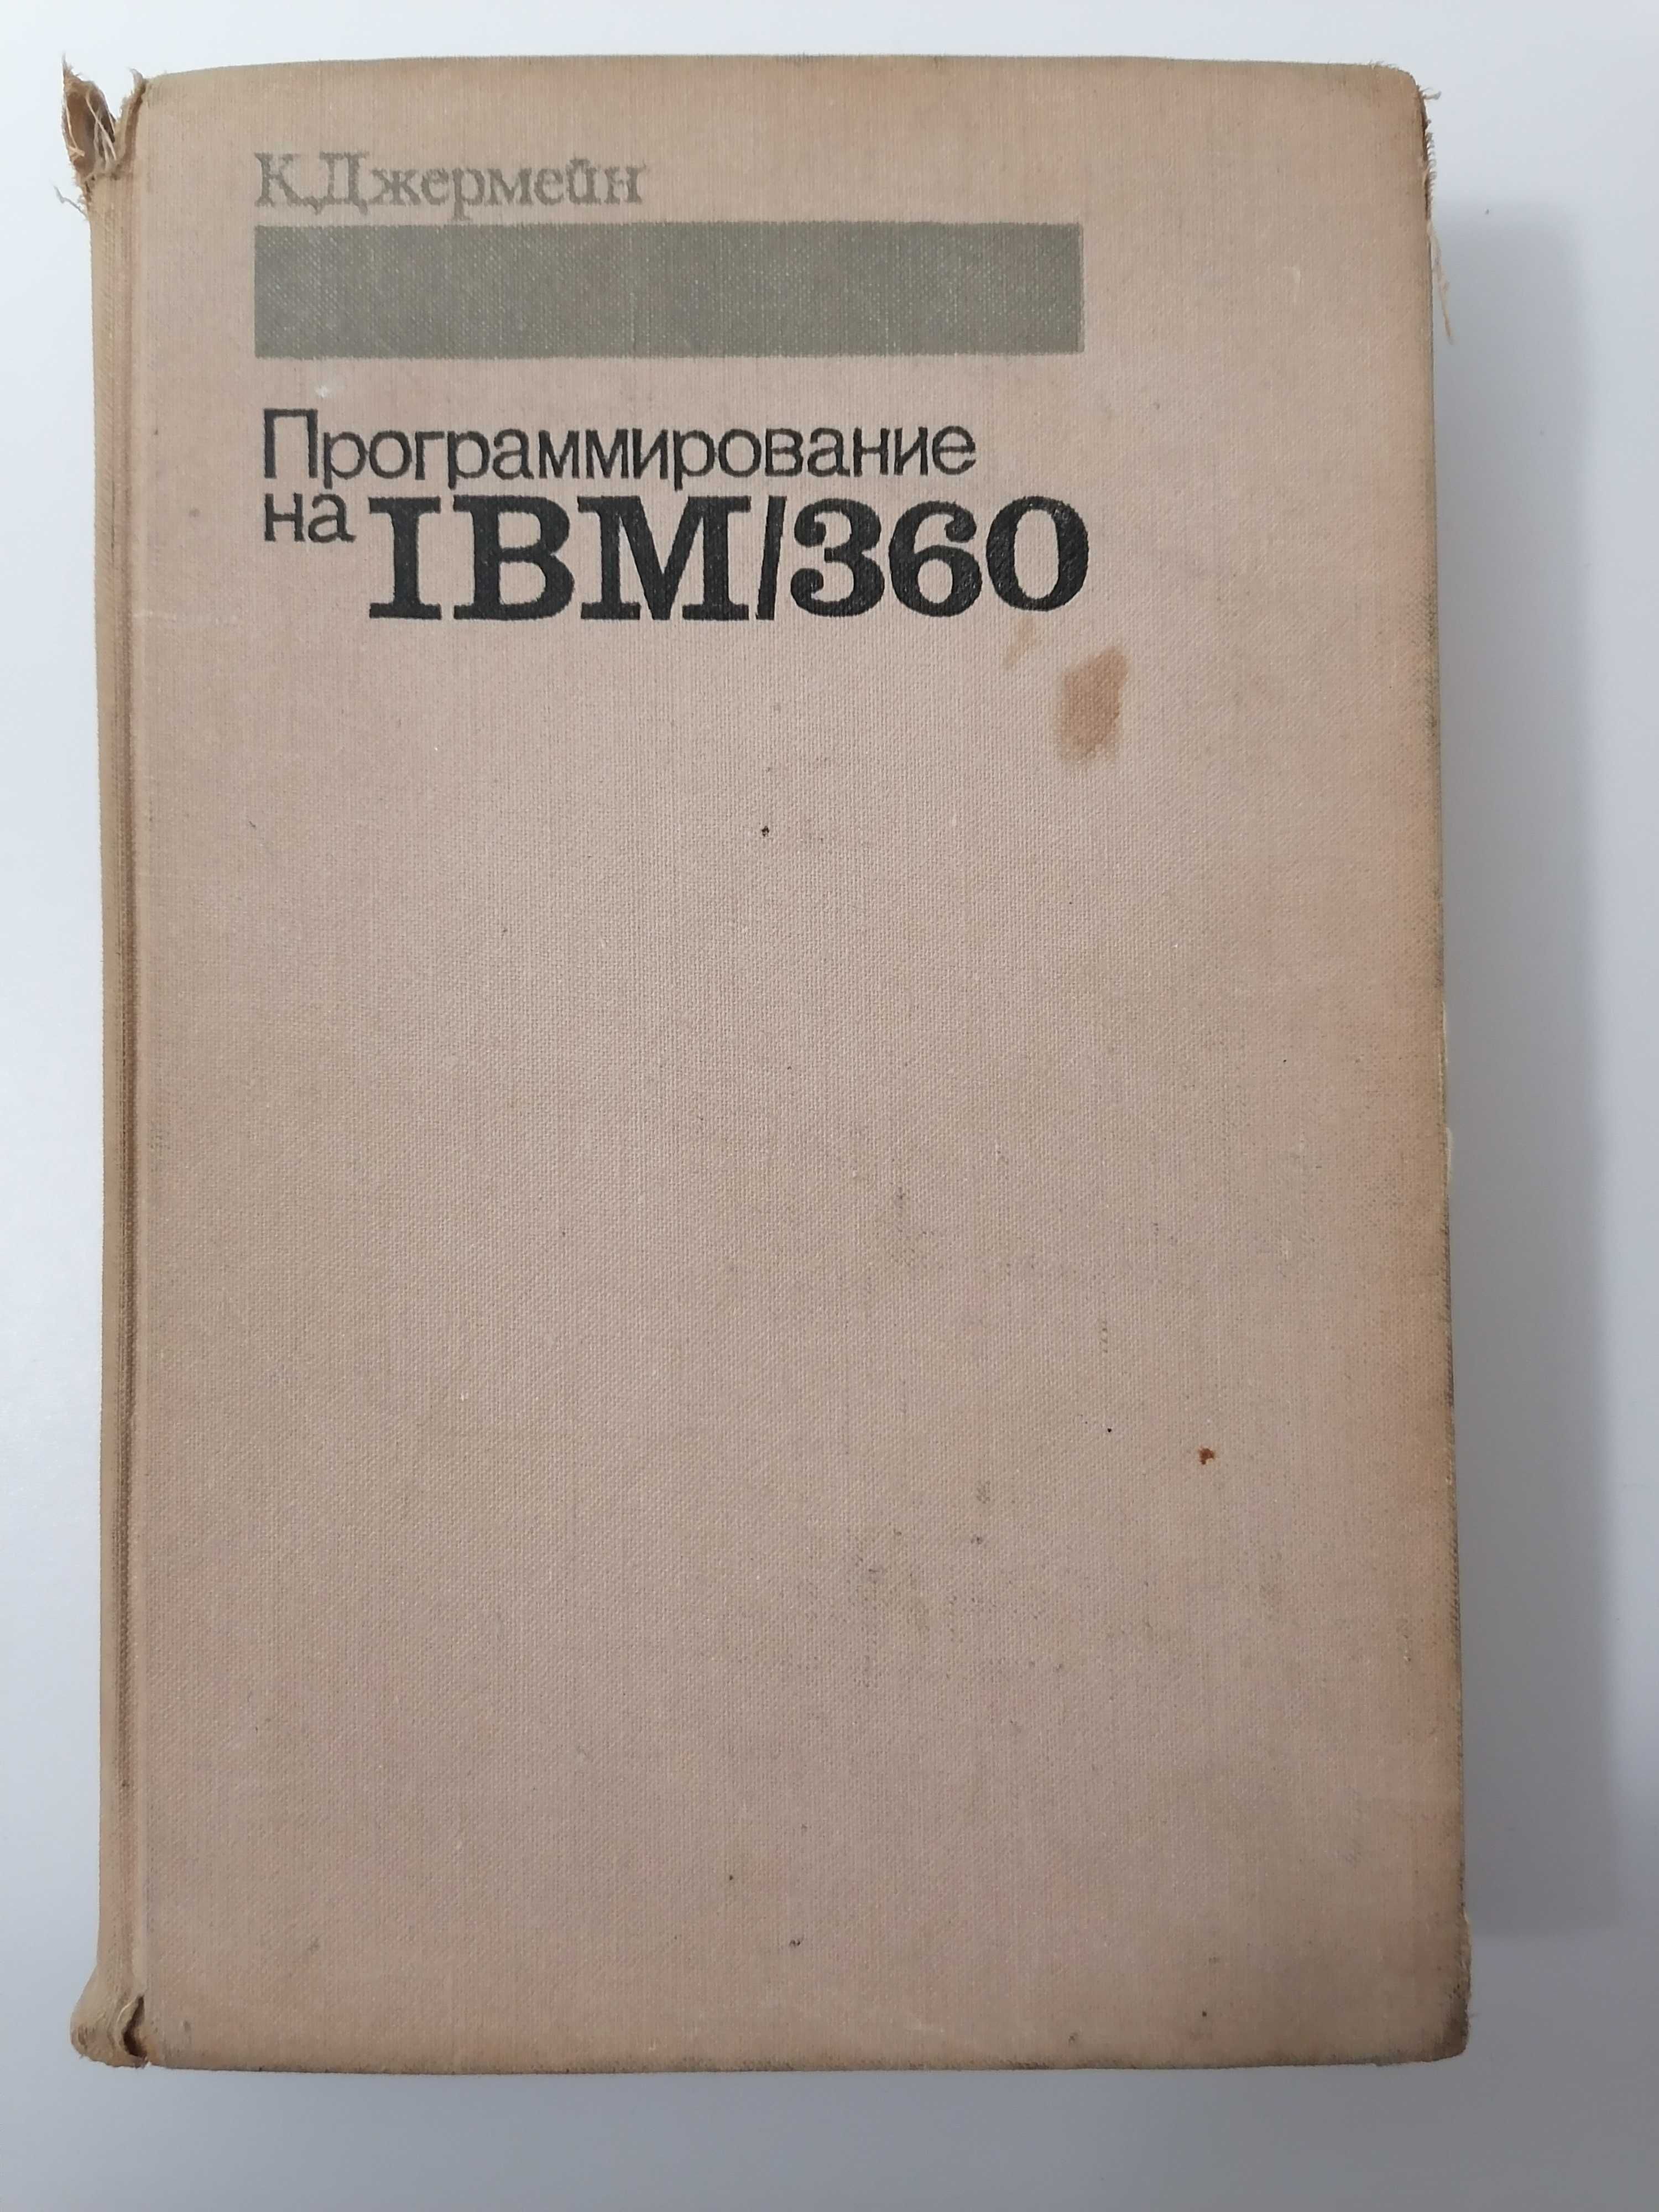 К. Джермейн
Программирование
на IBM/360